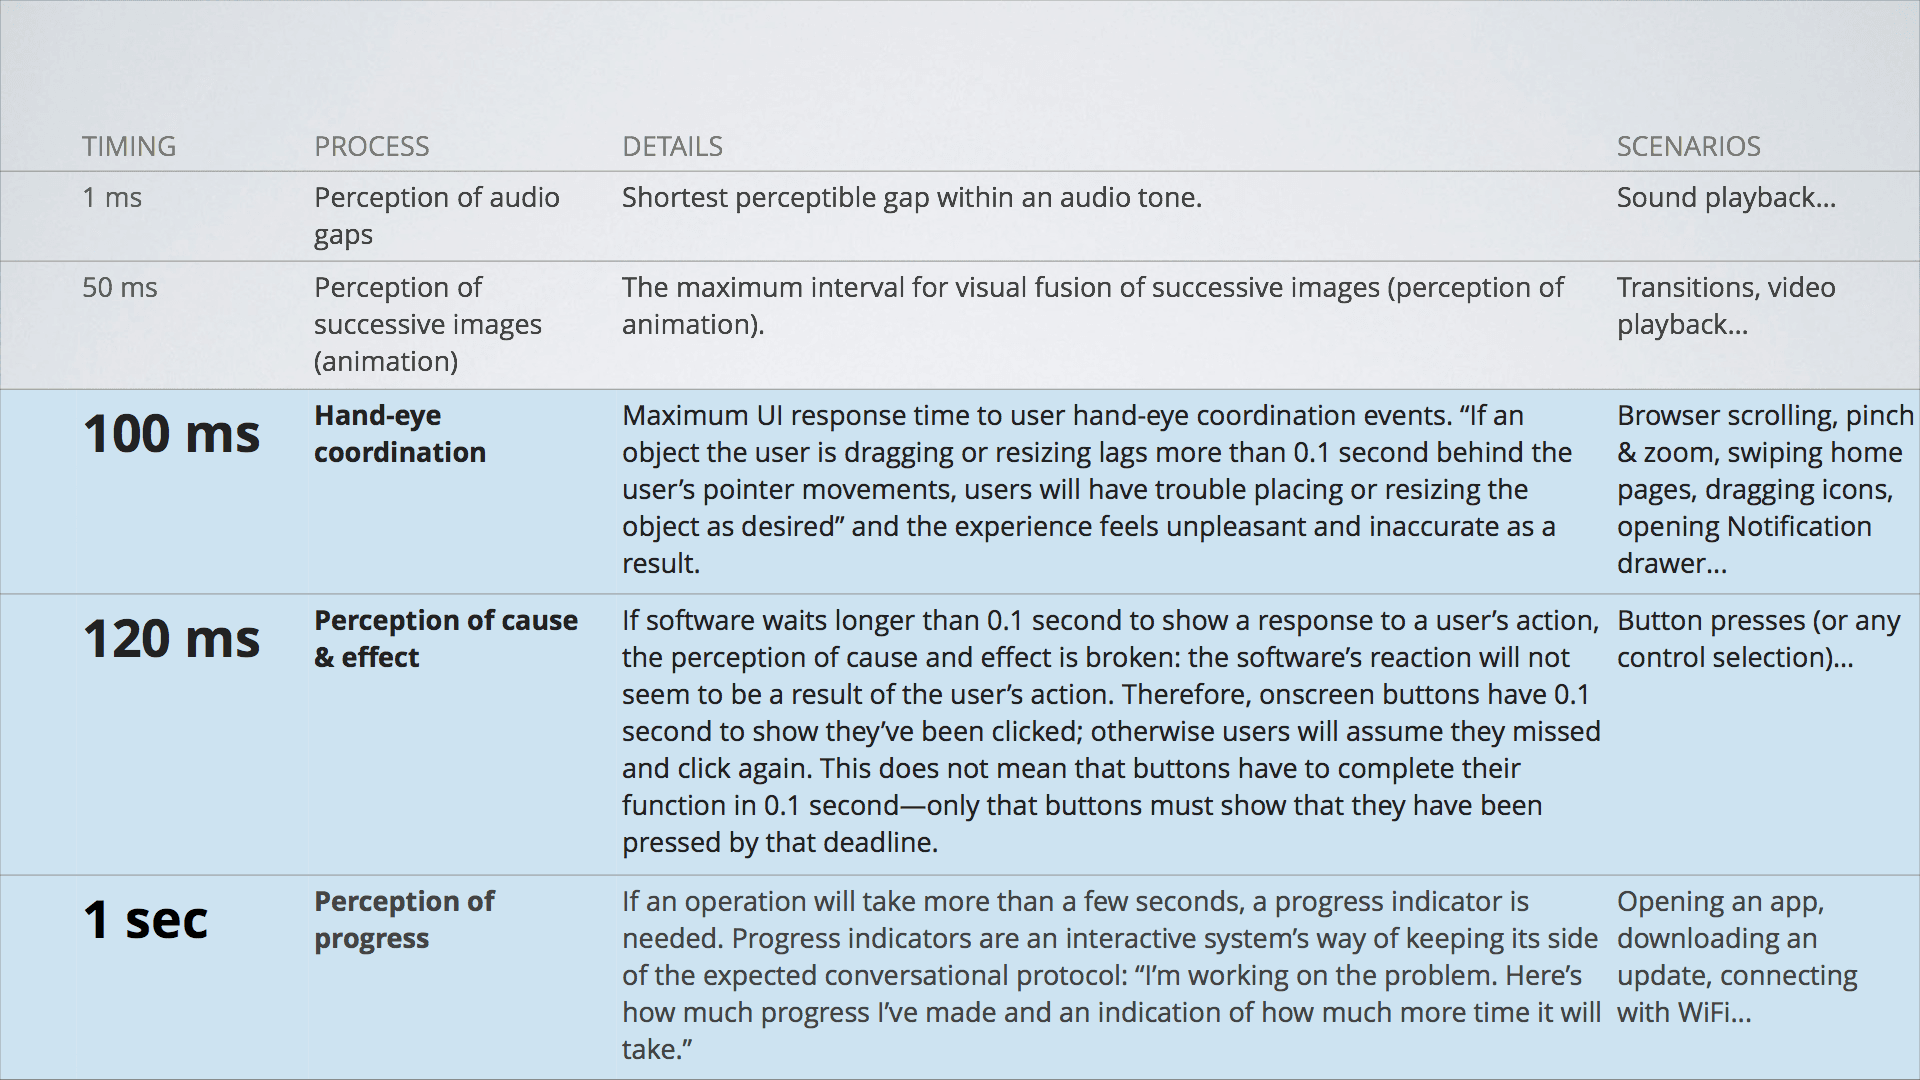 TIMING PROCESS DETAILS SCENARIOS
1 ms
Perception of audio
gaps
Shortest perceptible gap within an audio tone.
Sound playback...
50 ms
Perception of
successive images
(animation)
The maximum interval for visual fusion of successive images (perception of
animation).
Transitions, video
playback...
100 ms
Hand-eye
coordination
Maximum UI response time to user hand-eye coordination events. “If an
object the user is dragging or resizing lags more than 0.1 second behind the
user’s pointer movements, users will have trouble placing or resizing the
object as desired” and the experience feels unpleasant and inaccurate as a
result.
Browser scrolling, pinch
& zoom, swiping home
pages, dragging icons,
opening Notification
drawer...
120 ms
Perception of cause
& effect
If software waits longer than 0.1 second to show a response to a user’s action,
the perception of cause and effect is broken: the software’s reaction will not
seem to be a result of the user’s action. Therefore, onscreen buttons have 0.1
second to show they’ve been clicked; otherwise users will assume they missed
and click again. This does not mean that buttons have to complete their
function in 0.1 second—only that buttons must show that they have been
pressed by that deadline.
Button presses (or any
control selection)...
1 sec
Perception of
progress
If an operation will take more than a few seconds, a progress indicator is
needed. Progress indicators are an interactive system’s way of keeping its side
of the expected conversational protocol: “I’m working on the problem. Here’s
how much progress I’ve made and an indication of how much more time it will
take.”
Opening an app,
downloading an
update, connecting
with WiFi...